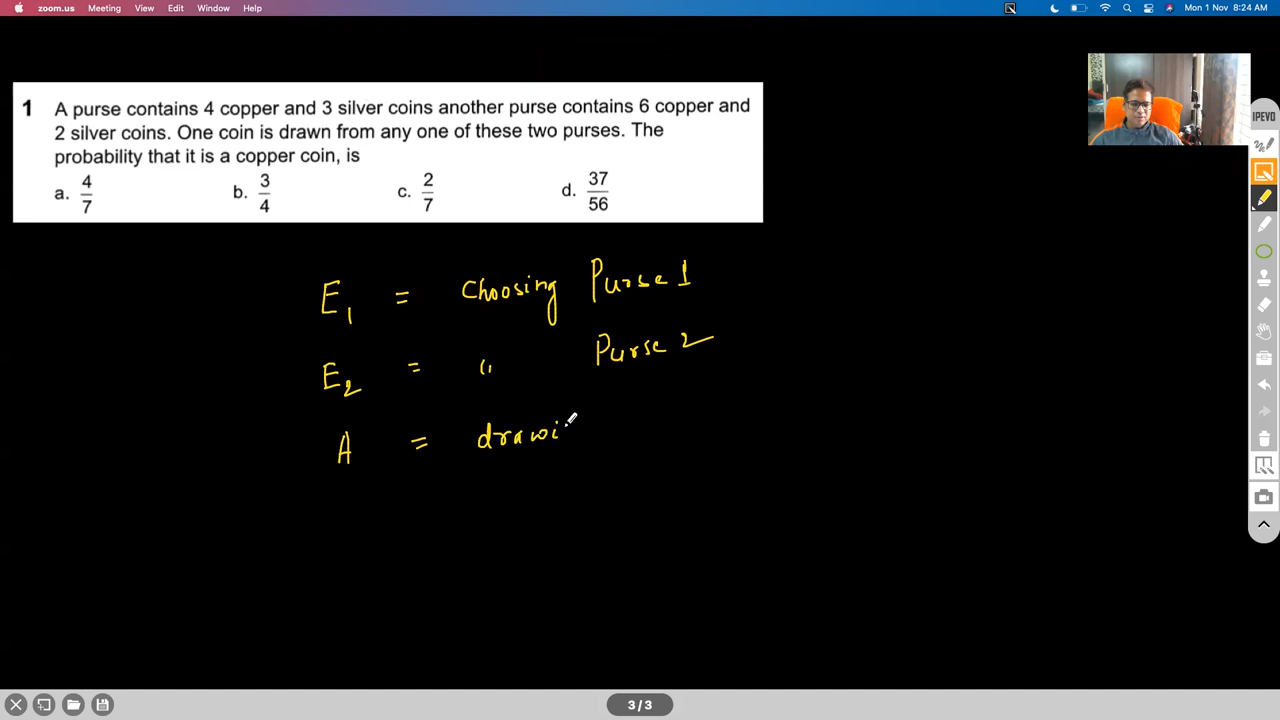 zoom.us Meeting View Edit Window Help Mon 1 Nov 8:24 AM
1 A purse contains 4 copper and 3 silver coins another purse contains 6 copper and
2 silver coins. One coin is drawn from any one of these two purses. The
probability that it is a copper coin, is
a. 4/7 b. 3/4 c. 2/7 d. 37/56
IPEVO
E₁ = Choosing Purse 1
E₂ = " Purse 2
A = drawi
3/3